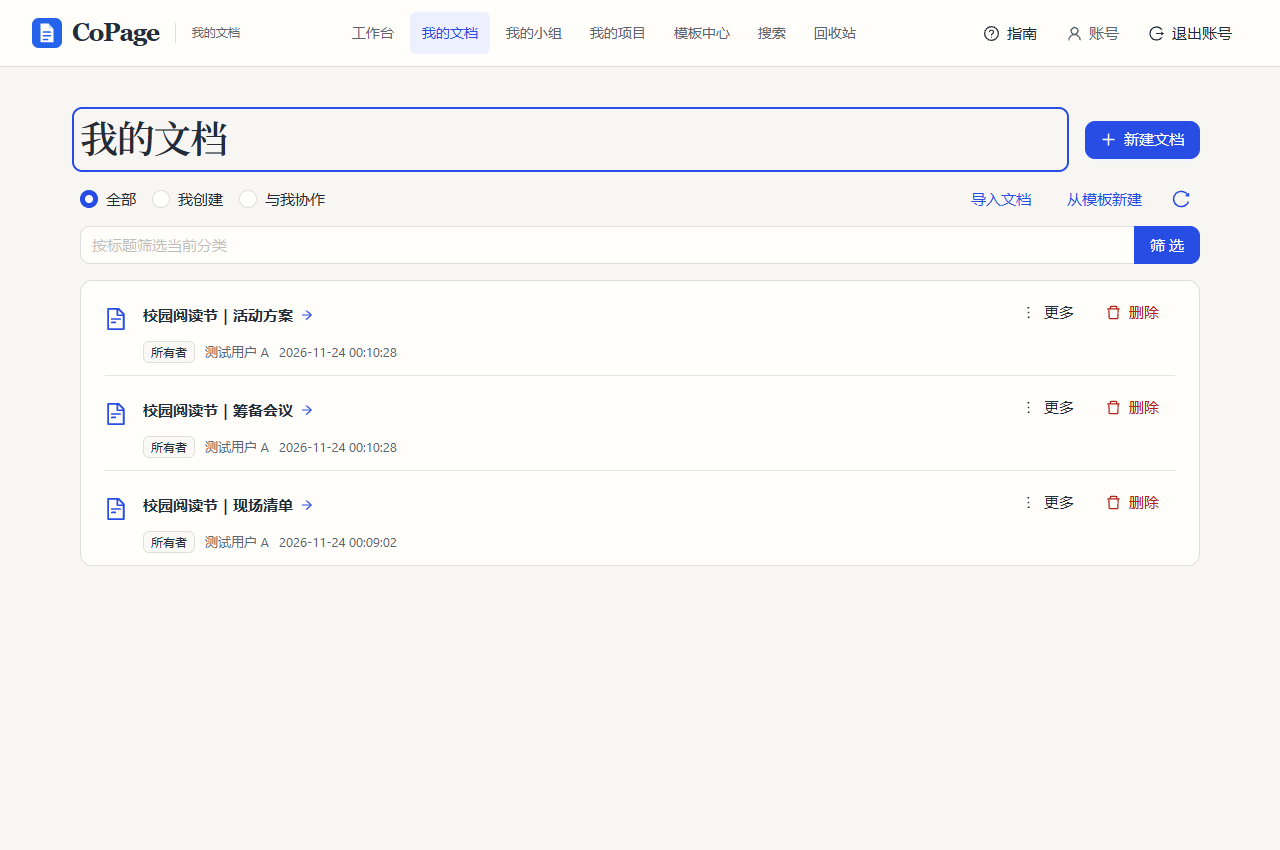 CoPage 我的文档 工作台 我的文档 我的小组 我的项目 模板中心 搜索 回收站 指南 账号 退出账号
我的文档
新建文档
全部 我创建 与我协作 导入文档 从模板新建
按标题筛选当前分类 筛 选
校园阅读节 | 活动方案 更多 删除
所有者 测试用户 A 2026-11-24 00:10:28
校园阅读节 | 筹备会议 更多 删除
所有者 测试用户 A 2026-11-24 00:10:28
校园阅读节 | 现场清单 更多 删除
所有者 测试用户 A 2026-11-24 00:09:02